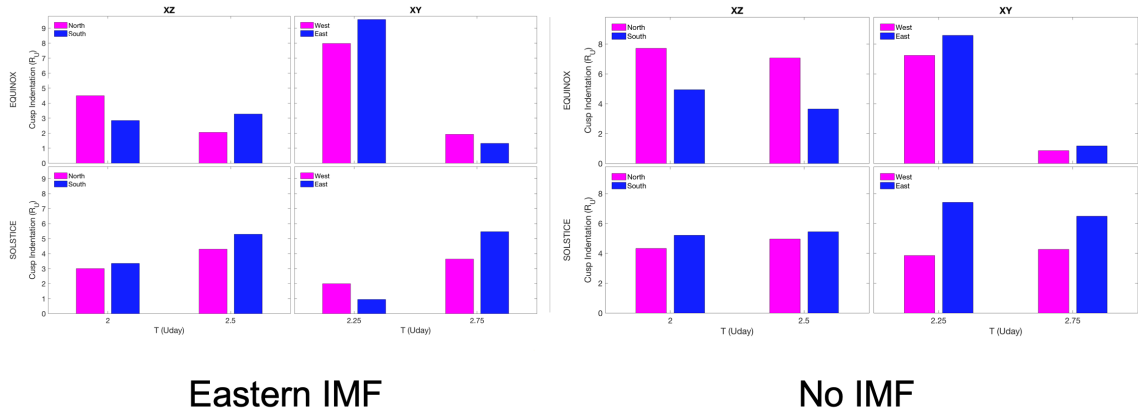 XZ
XY
EQUINOX
Cusp Indentation (R_U)
9
8
7
6
5
4
3
2
1
0
North
South
West
East
SOLSTICE
Cusp Indentation (R_U)
9
8
7
6
5
4
3
2
1
0
North
South
West
East
2
2.5
2.25
2.75
T (Uday)
T (Uday)
Eastern IMF
XZ
XY
EQUINOX
Cusp Indentation (R_U)
8
6
4
2
0
North
South
West
East
SOLSTICE
Cusp Indentation (R_U)
8
6
4
2
0
North
South
West
East
2
2.5
2.25
2.75
T (Uday)
T (Uday)
No IMF